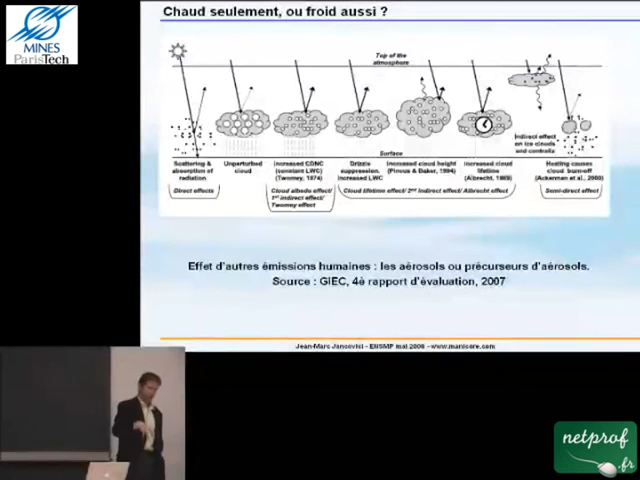 MINES
ParisTech
Chaud seulement, ou froid aussi ?
Top of the
atmosphere
Indirect effect
on ice clouds
and contrails
Surface
Scattering &
absorption of
radiation
Unperturbed
cloud
Increased CDNC
(constant LWC)
(Twomey, 1974)
Drizzle
suppression.
Increased LWC
Increased cloud height
(Pincus & Baker, 1994)
Increased cloud
lifetime
(Albrecht, 1989)
Heating causes
cloud burn-off
(Ackerman et al., 2000)
Direct effects
Cloud albedo effect/
1st indirect effect/
Twomey effect
Cloud lifetime effect/ 2nd indirect effect/ Albrecht effect
Semi-direct effect
Effet d'autres émissions humaines : les aérosols ou précurseurs d'aérosols.
Source : GIEC, 4è rapport d'évaluation, 2007
Jean-Marc Jancovici - ENSMP mai 2008 - www.manicore.com
netprof
.fr